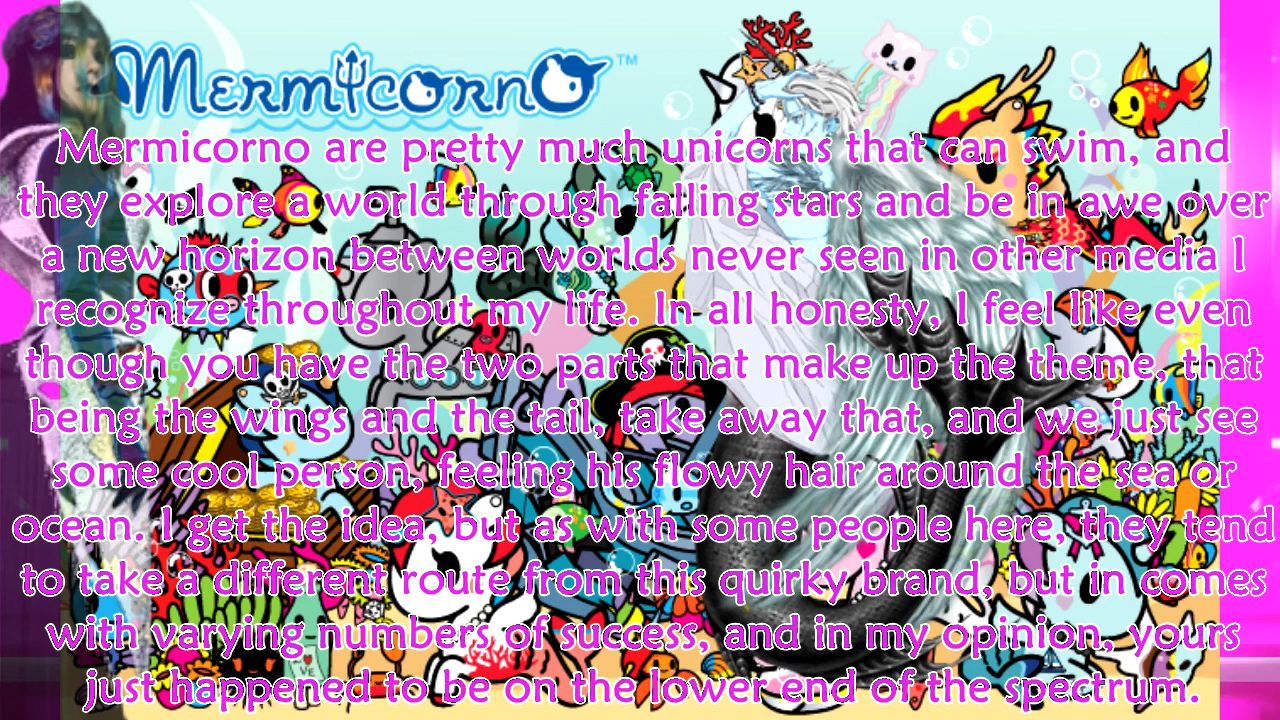 Mermicorno™
Mermicorno are pretty much unicorns that can swim, and
they explore a world through falling stars and be in awe over
a new horizon between worlds never seen in other media I
recognize throughout my life. In all honesty, I feel like even
though you have the two parts that make up the theme, that
being the wings and the tail, take away that, and we just see
some cool person, feeling his flowy hair around the sea or
ocean. I get the idea, but as with some people here, they tend
to take a different route from this quirky brand, but in comes
with varying numbers of success, and in my opinion, yours
just happened to be on the lower end of the spectrum.